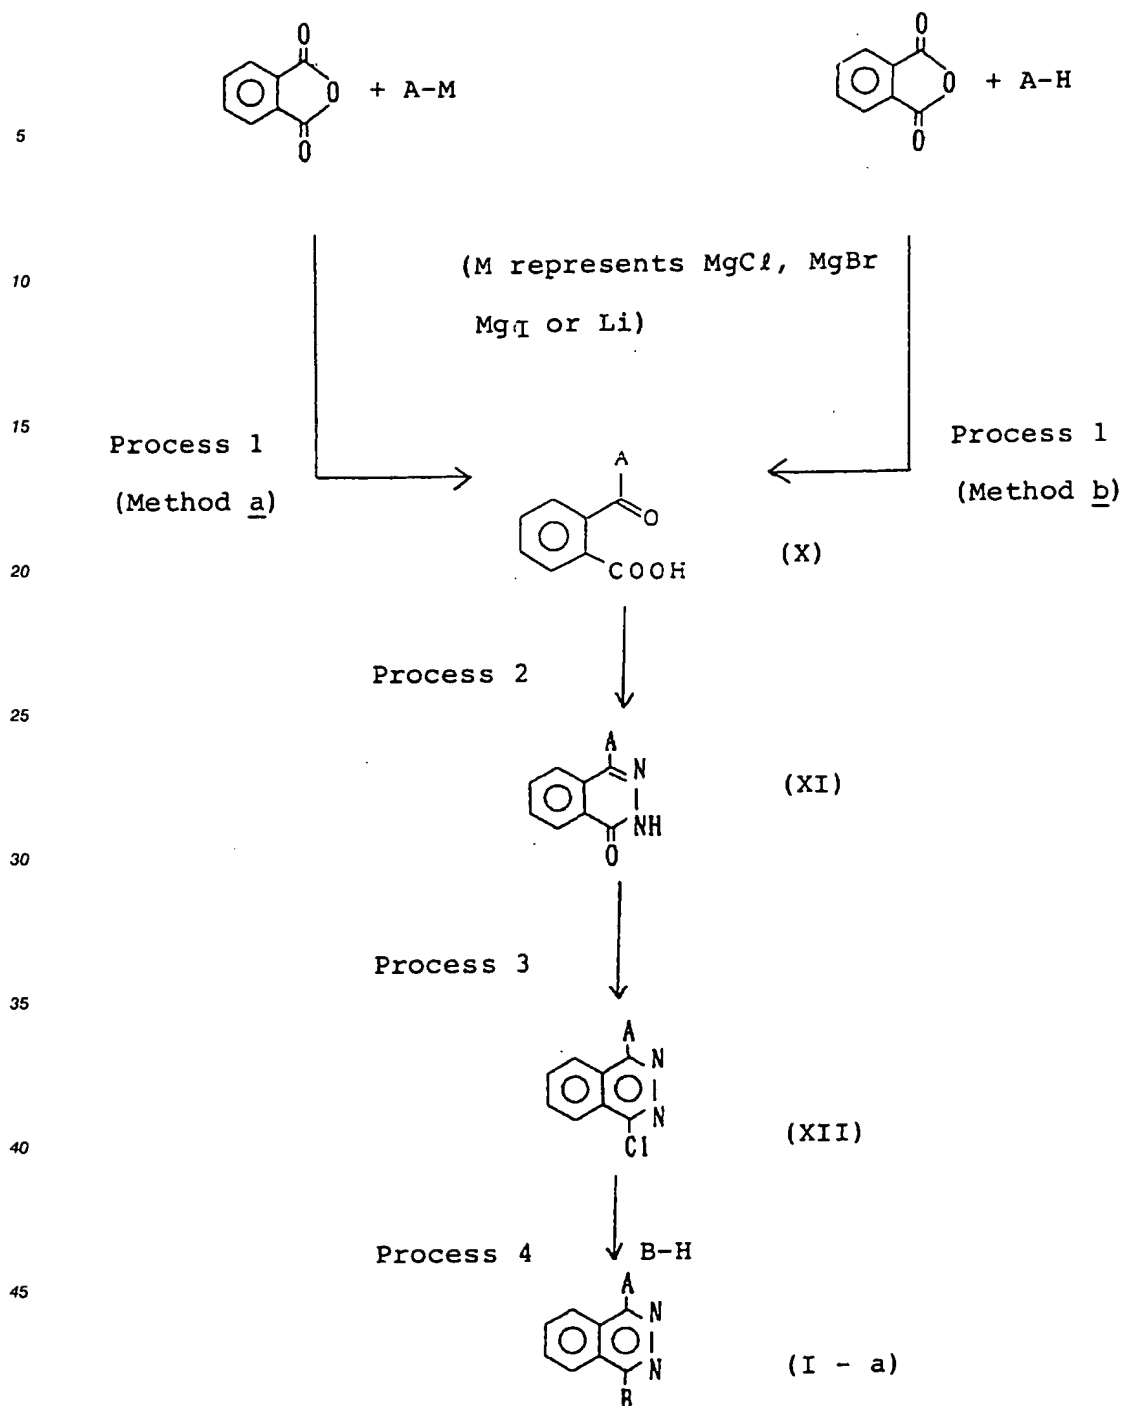 O
O
O
+ A-M
O
O
O
+ A-H
5
(M represents MgCℓ, MgBr
10
MgI or Li)
15
Process 1
Process 1
A
(Method a)
(Method b)
O
(X)
COOH
20
Process 2
25
A
N
(XI)
NH
O
30
Process 3
35
A
N
N
(XII)
Cl
40
Process 4
B-H
A
45
N
N
(I - a)
B